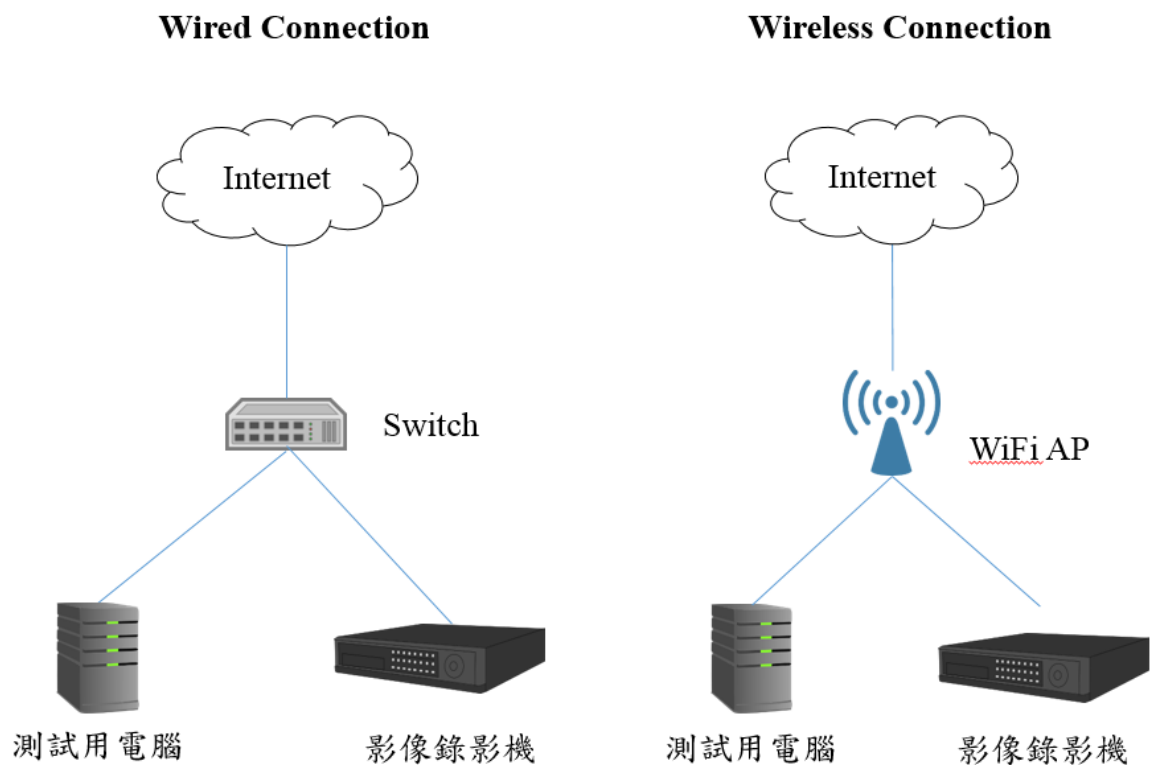 Wired Connection
Wireless Connection
Internet
Internet
Switch
WiFi AP
測試用電腦
影像錄影機
測試用電腦
影像錄影機